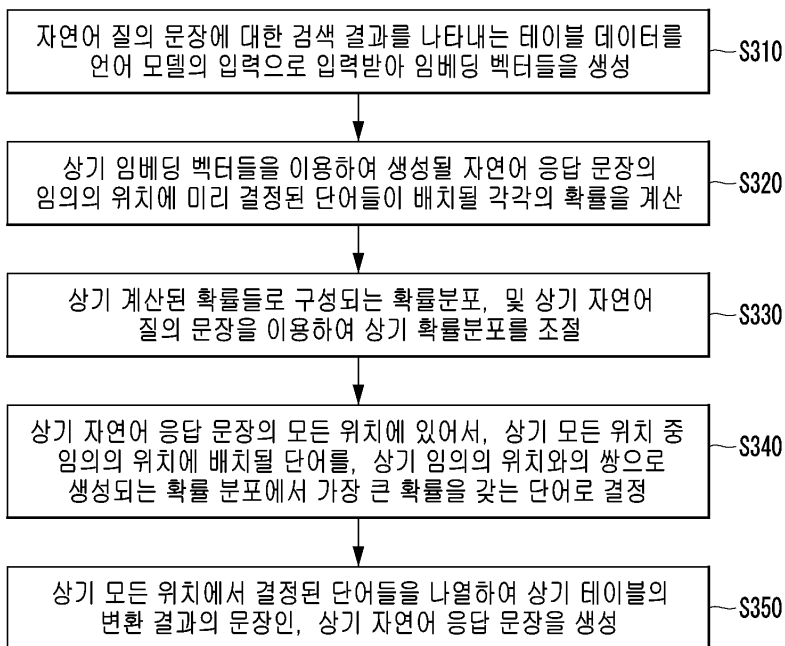 자연어 질의 문장에 대한 검색 결과를 나타내는 테이블 데이터를
언어 모델의 입력으로 입력받아 임베딩 벡터들을 생성
S310
상기 임베딩 벡터들을 이용하여 생성될 자연어 응답 문장의
임의의 위치에 미리 결정된 단어들이 배치될 각각의 확률을 계산
S320
상기 계산된 확률들로 구성되는 확률분포, 및 상기 자연어
질의 문장을 이용하여 상기 확률분포를 조절
S330
상기 자연어 응답 문장의 모든 위치에 있어서, 상기 모든 위치 중
임의의 위치에 배치될 단어를, 상기 임의의 위치와의 쌍으로
생성되는 확률 분포에서 가장 큰 확률을 갖는 단어로 결정
S340
상기 모든 위치에서 결정된 단어들을 나열하여 상기 테이블의
변환 결과의 문장인, 상기 자연어 응답 문장을 생성
S350